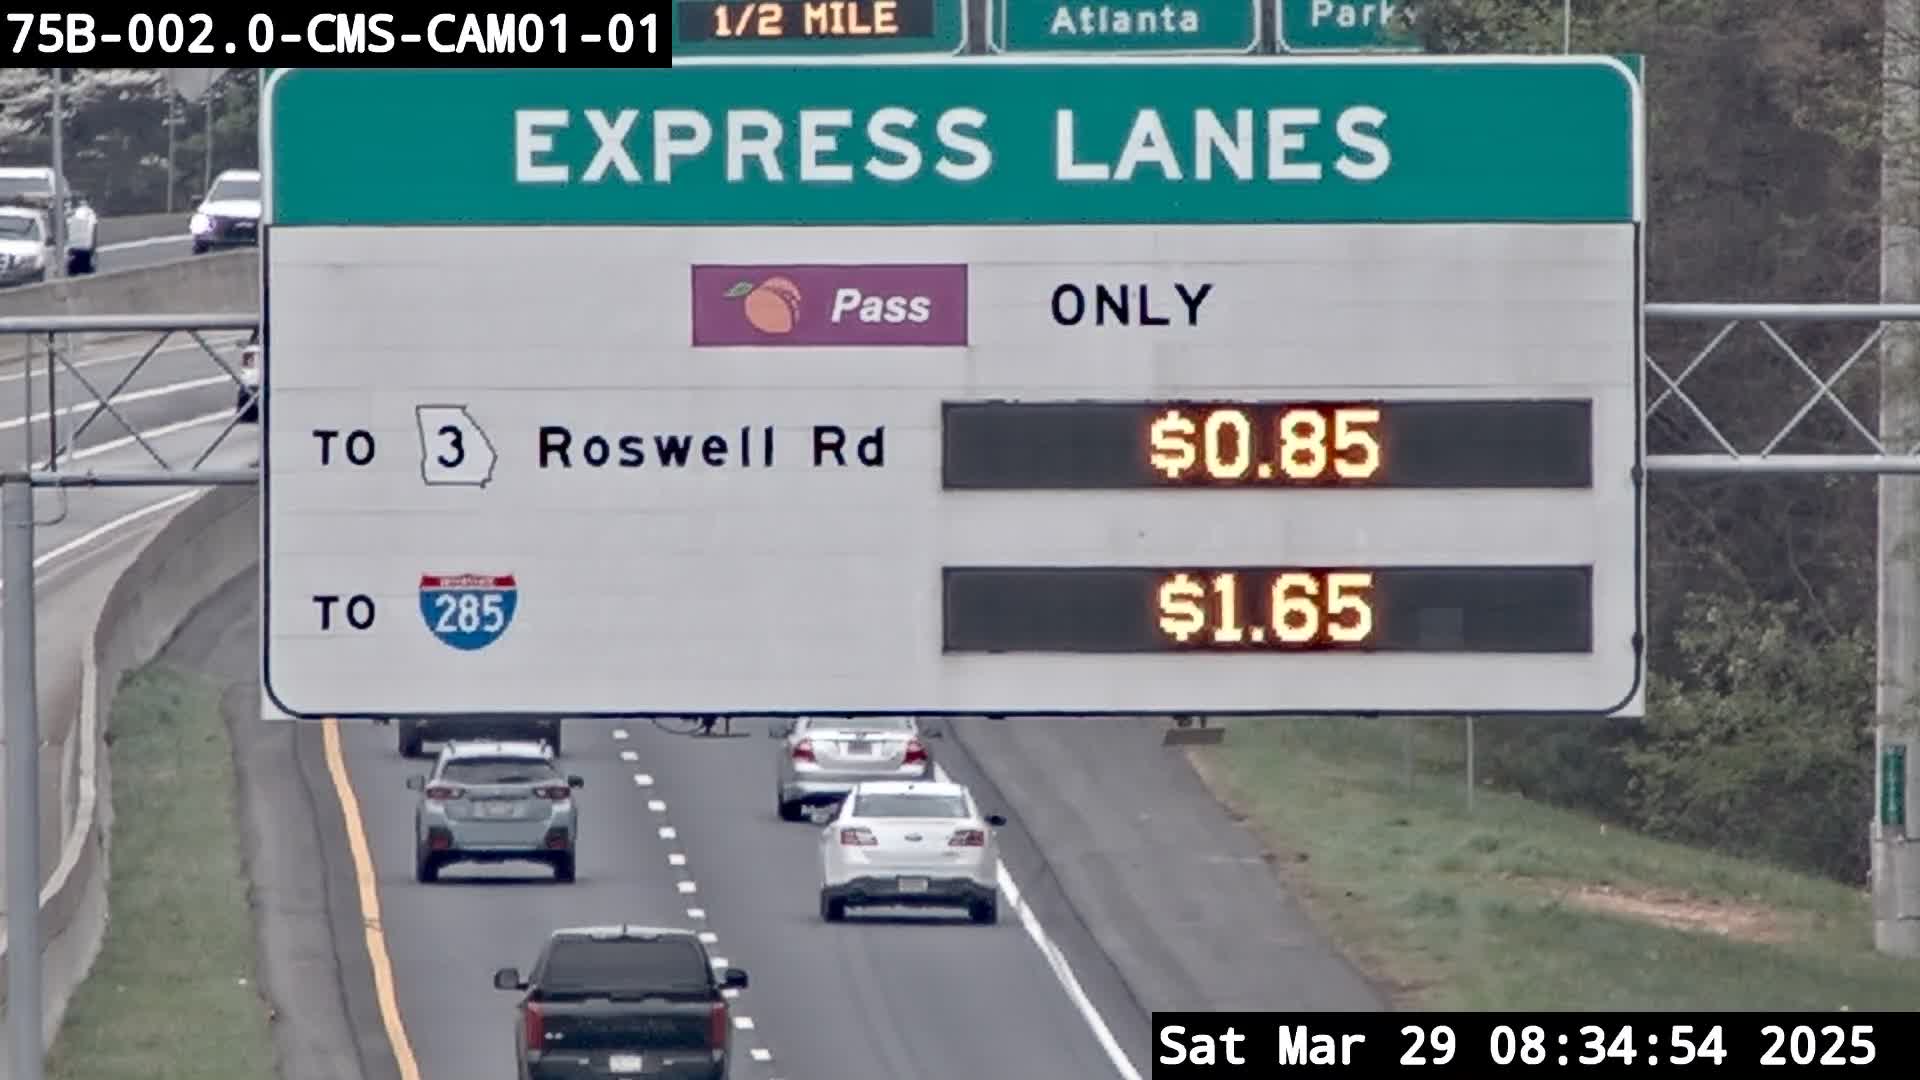 75B-002.0-CMS-CAM01-01
1/2 MILE
Atlanta
EXPRESS LANES
Pass ONLY
TO 3 Roswell Rd $0.85
TO 285 $1.65
Sat Mar 29 08:34:54 2025